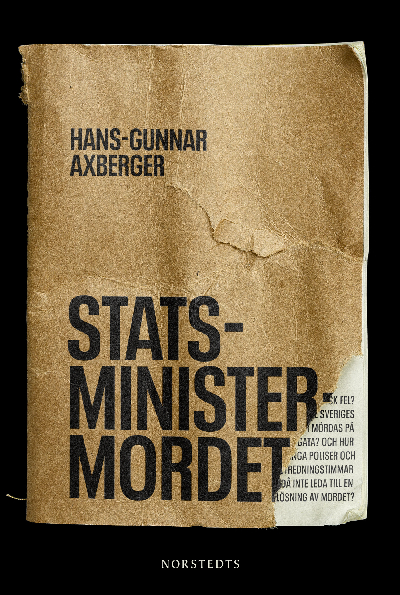 HANS-GUNNAR
AXBERGER
STATS-
MINISTER-
MORDET
FEL?
SVERIGES
MÖRDAS PÅ
GATA? OCH HUR
POLISER OCH
INTE LEDA TILL EN
LÖSNING AV MORDET?
NORSTEDTS